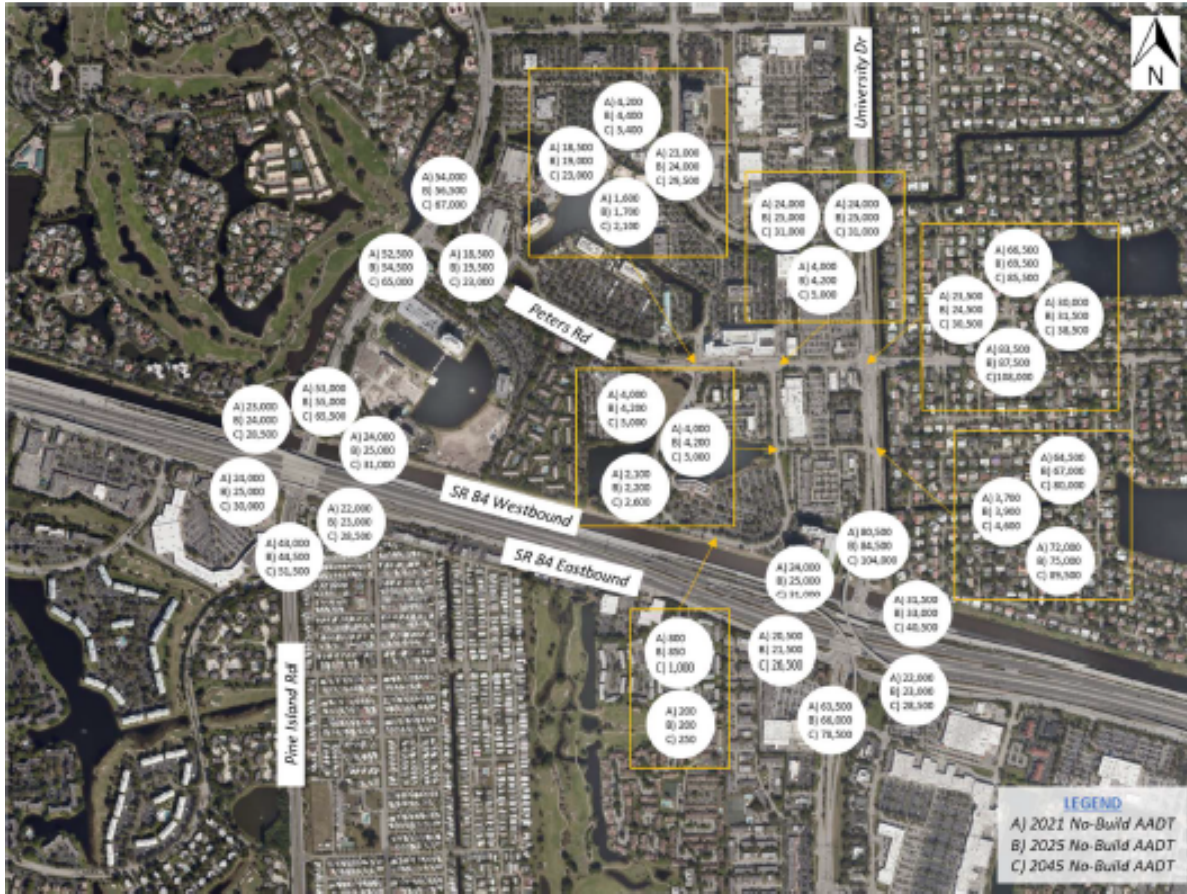 N
University Dr
A) 4,200
B) 4,400
C) 5,400
A) 18,500
B) 19,000
C) 23,000
A) 23,000
B) 24,000
C) 29,500
A) 1,600
B) 1,700
C) 2,100
A) 54,000
B) 56,500
C) 67,000
A) 24,000
B) 25,000
C) 31,000
A) 24,000
B) 25,000
C) 31,000
A) 4,000
B) 4,200
C) 5,000
A) 52,500
B) 54,500
C) 65,000
A) 18,500
B) 19,500
C) 23,000
Peters Rd
A) 66,500
B) 69,500
C) 85,500
A) 23,500
B) 24,500
C) 30,500
A) 30,000
B) 31,500
C) 38,500
A) 83,500
B) 87,500
C)108,000
A) 53,000
B) 55,000
C) 65,500
A) 23,000
B) 24,000
C) 28,500
A) 24,000
B) 25,000
C) 31,000
A) 4,000
B) 4,200
C) 5,000
A) 4,000
B) 4,200
C) 5,000
A) 2,100
B) 2,200
C) 2,600
A) 64,500
B) 67,000
C) 80,000
A) 3,700
B) 3,900
C) 4,600
A) 72,000
B) 75,000
C) 89,500
A) 24,000
B) 25,000
C) 30,000
A) 22,000
B) 23,000
C) 28,500
A) 43,000
B) 44,500
C) 51,500
SR 84 Westbound
SR 84 Eastbound
A) 80,500
B) 84,500
C) 104,000
A) 24,000
B) 25,000
C) 31,000
A) 31,500
B) 33,000
C) 40,500
A) 800
B) 850
C) 1,000
A) 200
B) 200
C) 250
A) 20,500
B) 21,500
C) 26,500
A) 22,000
B) 23,000
C) 28,500
A) 63,500
B) 66,000
C) 78,500
Pine Island Rd
LEGEND
A) 2021 No-Build AADT
B) 2025 No-Build AADT
C) 2045 No-Build AADT